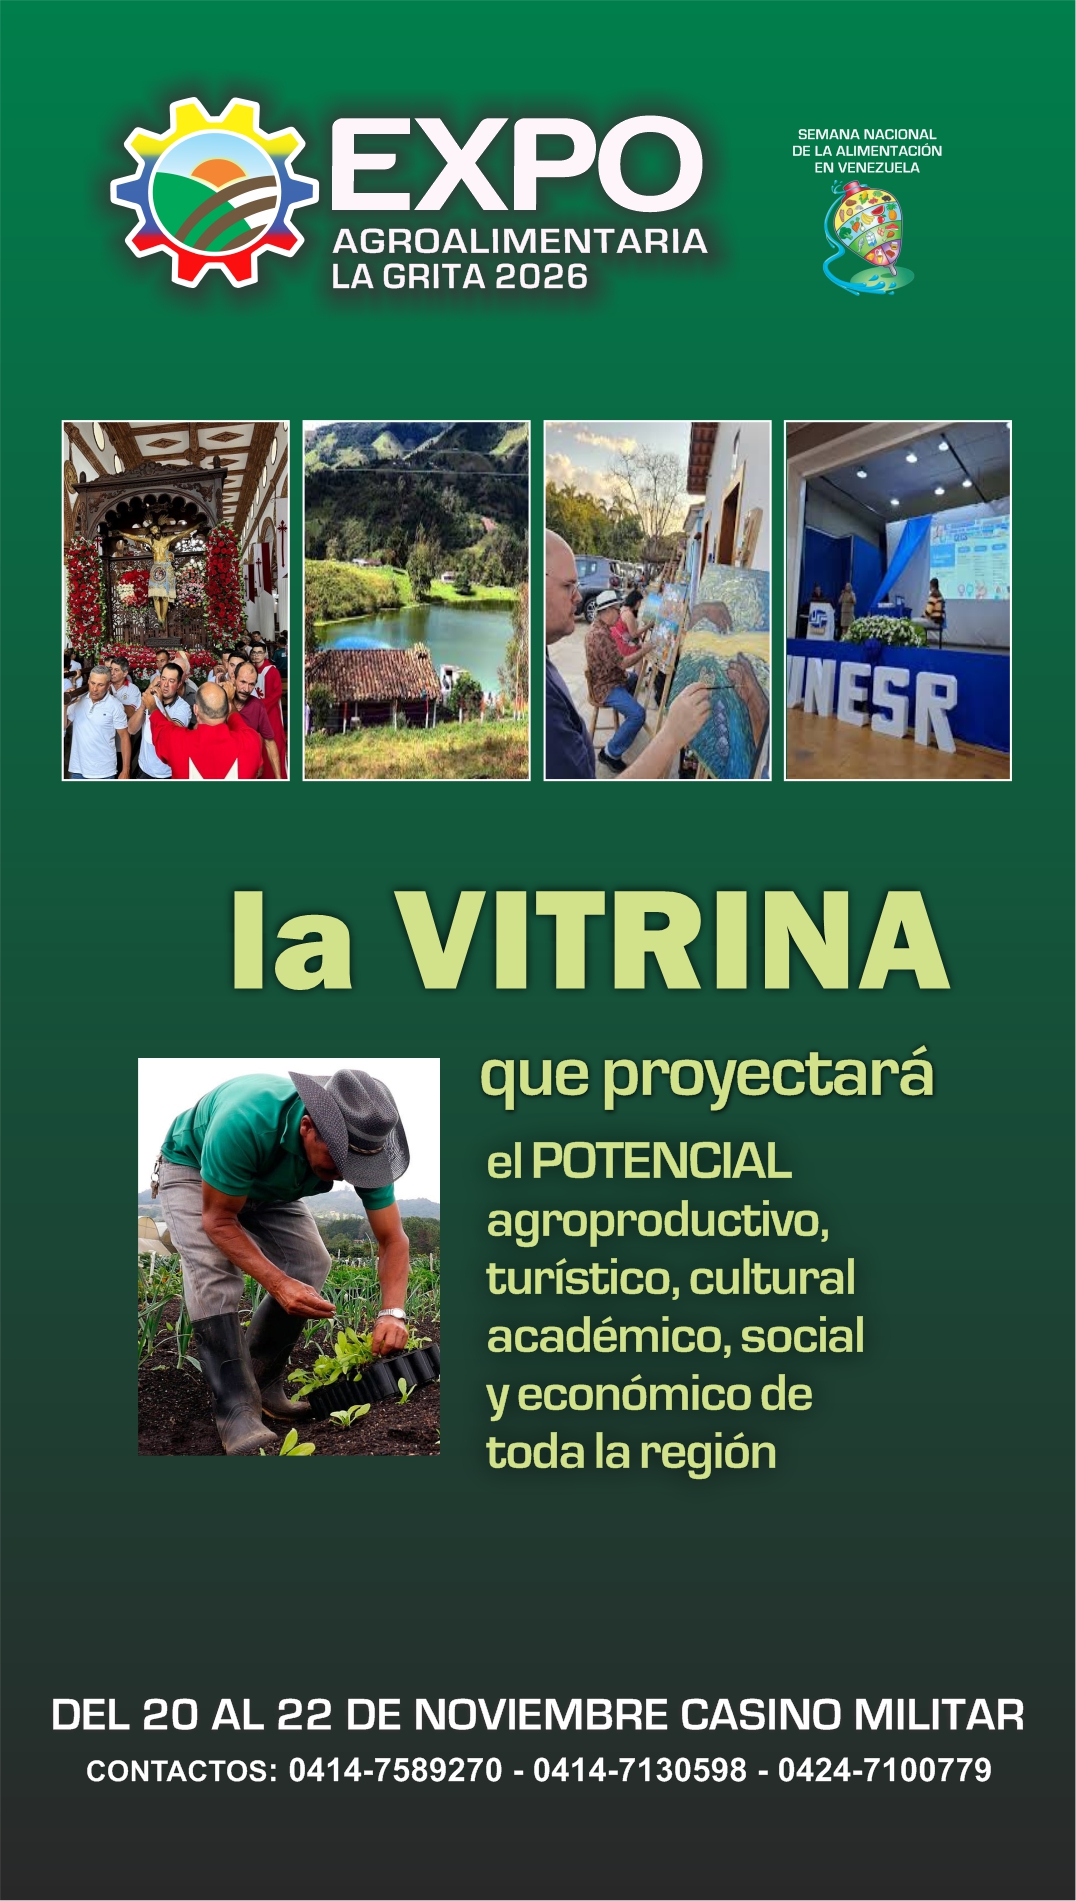 EXPO
AGROALIMENTARIA
LA GRITA 2026
SEMANA NACIONAL
DE LA ALIMENTACIÓN
EN VENEZUELA
UNESR
la VITRINA
que proyectará
el POTENCIAL
agroproductivo,
turístico, cultural
académico, social
y económico de
toda la región
DEL 20 AL 22 DE NOVIEMBRE CASINO MILITAR
CONTACTOS: 0414-7589270 - 0414-7130598 - 0424-7100779